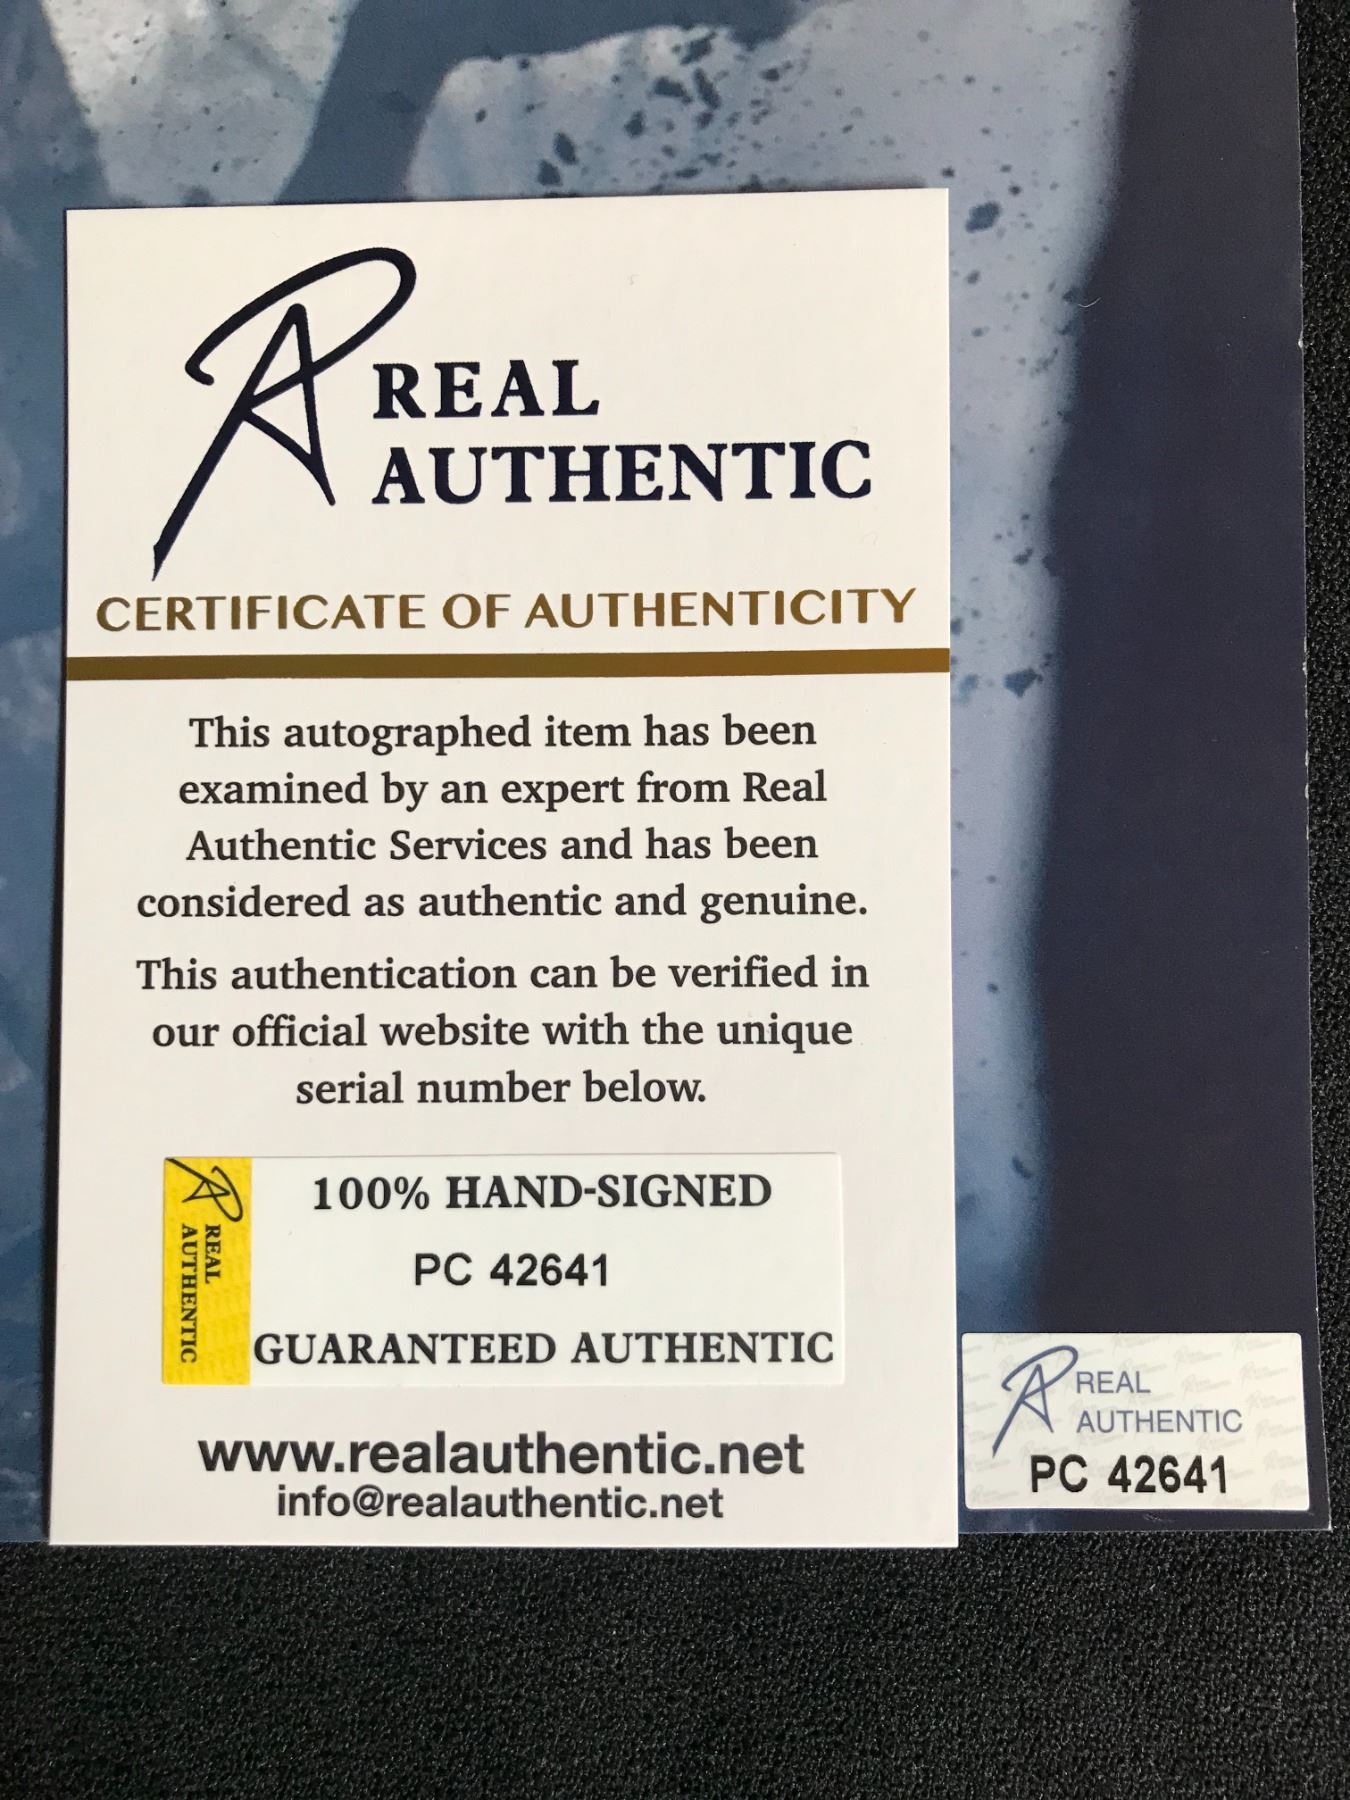 REAL
AUTHENTIC
CERTIFICATE OF AUTHENTICITY
This autographed item has been
examined by an expert from Real
Authentic Services and has been
considered as authentic and genuine.
This authentication can be verified in
our official website with the unique
serial number below.
REAL
AUTHENTIC
100% HAND-SIGNED
PC 42641
GUARANTEED AUTHENTIC
www.realauthentic.net
info@realauthentic.net
REAL
AUTHENTIC
PC 42641